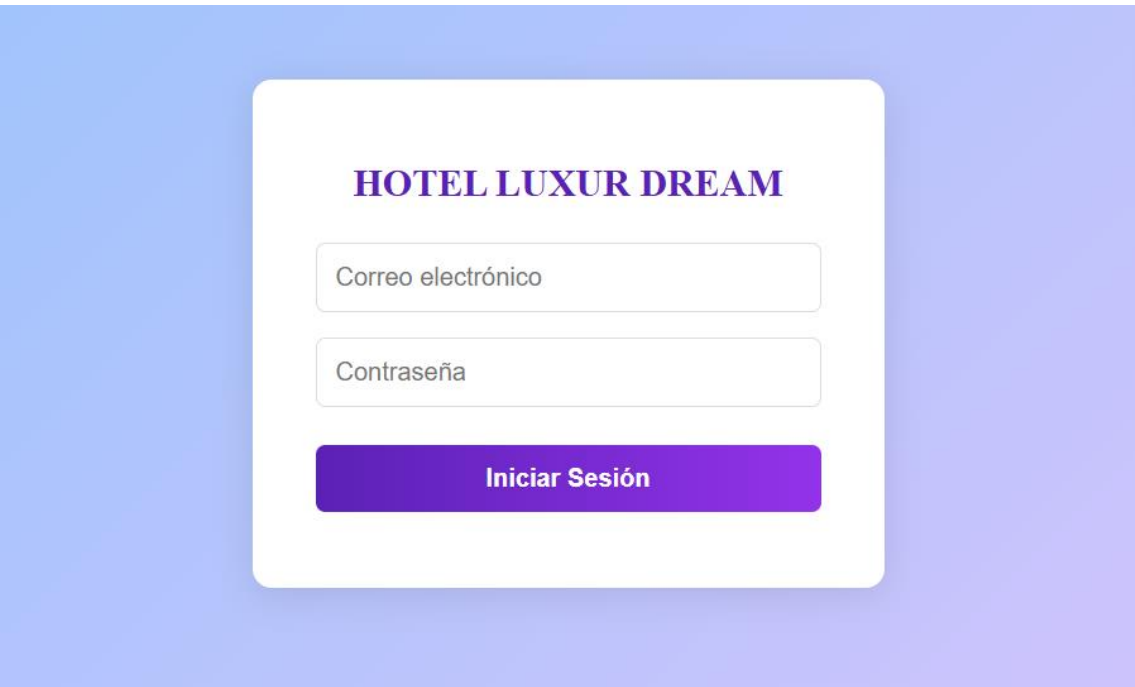 HOTEL LUXUR DREAM
Correo electrónico
Contraseña
Iniciar Sesión